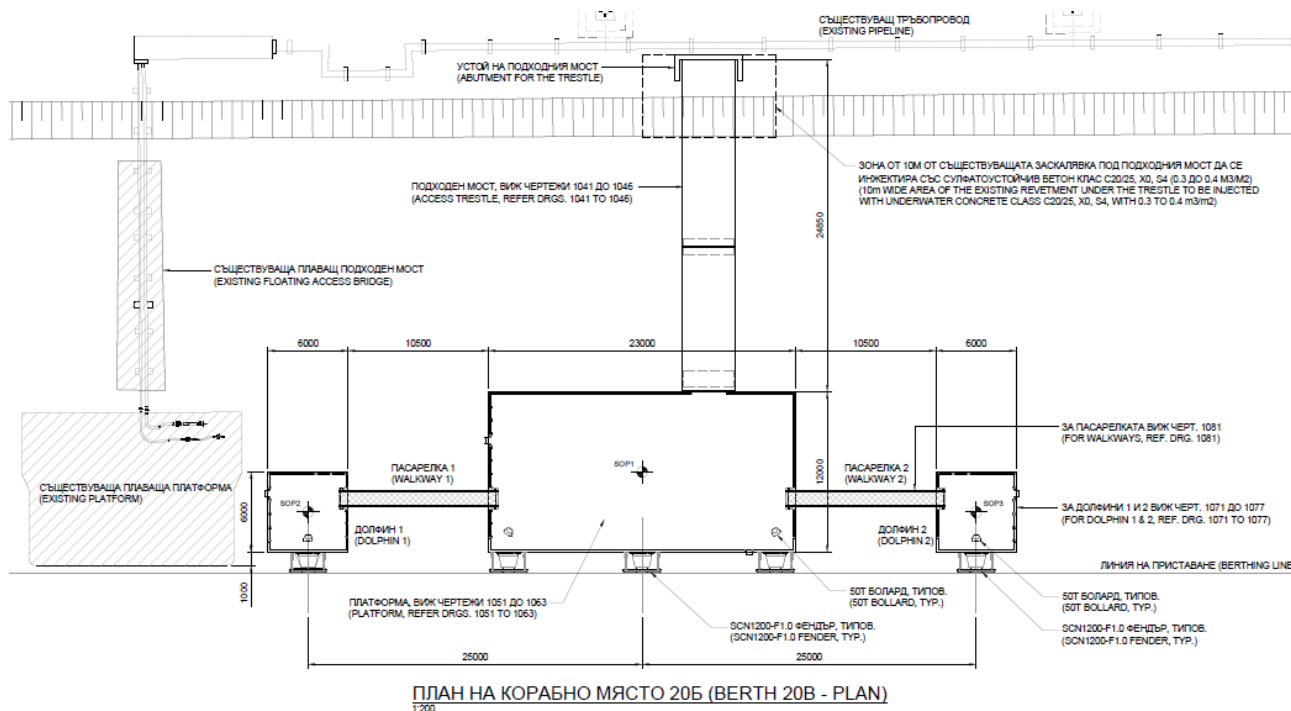 СЪЩЕСТВУВАЩ ТРЪБОПРОВОД
(EXISTING PIPELINE)
УСТОЙ НА ПОДХОДНИЯ МОСТ
(ABUTMENT FOR THE TRESTLE)
ЗОНА ОТ 10М ОТ СЪЩЕСТВУВАЩАТА ЗАСКАЛЯВКА ПОД ПОДХОДНИЯ МОСТ ДА СЕ
ИНЖЕКТИРА СЪС СУЛФАТОУСТОЙЧИВ БЕТОН КЛАС C20/25, X0, S4 (0.3 ДО 0.4 M3/M2)
(10m WIDE AREA OF THE EXISTING REVETMENT UNDER THE TRESTLE TO BE INJECTED
WITH UNDERWATER CONCRETE CLASS C20/25, X0, S4, WITH 0.3 TO 0.4 m3/m2)
ПОДХОДЕН МОСТ, ВИЖ ЧЕРТЕЖИ 1041 ДО 1046
(ACCESS TRESTLE, REFER DRGS. 1041 TO 1046)
24850
СЪЩЕСТВУВАЩА ПЛАВАЩ ПОДХОДЕН МОСТ
(EXISTING FLOATING ACCESS BRIDGE)
6000
10500
23000
10500
6000
ЗА ПАСАРЕЛКАТА ВИЖ ЧЕРТ. 1081
(FOR WALKWAYS, REF. DRG. 1081)
SOP1
ПАСАРЕЛКА 1
(WALKWAY 1)
ПАСАРЕЛКА 2
(WALKWAY 2)
12000
СЪЩЕСТВУВАЩА ПЛАВАЩА ПЛАТФОРМА
(EXISTING PLATFORM)
6000
SOP2
SOP3
ЗА ДОЛФИНИ 1 И 2 ВИЖ ЧЕРТ. 1071 ДО 1077
(FOR DOLPHIN 1 & 2, REF. DRG. 1071 TO 1077)
ДОЛФИН 1
(DOLPHIN 1)
ДОЛФИН 2
(DOLPHIN 2)
ЛИНИЯ НА ПРИСТАВАНЕ (BERTHING LINE
1000
ПЛАТФОРМА, ВИЖ ЧЕРТЕЖИ 1051 ДО 1063
(PLATFORM, REFER DRGS. 1051 TO 1063)
50Т БОЛАРД, ТИПОВ.
(50T BOLLARD, TYP.)
50Т БОЛАРД, ТИПОВ.
(50T BOLLARD, TYP.)
SCN1200-F1.0 ФЕНДЪР, ТИПОВ.
(SCN1200-F1.0 FENDER, TYP.)
SCN1200-F1.0 ФЕНДЪР, ТИПОВ.
(SCN1200-F1.0 FENDER, TYP.)
25000
25000
ПЛАН НА КОРАБНО МЯСТО 20Б (BERTH 20B - PLAN)
1:200